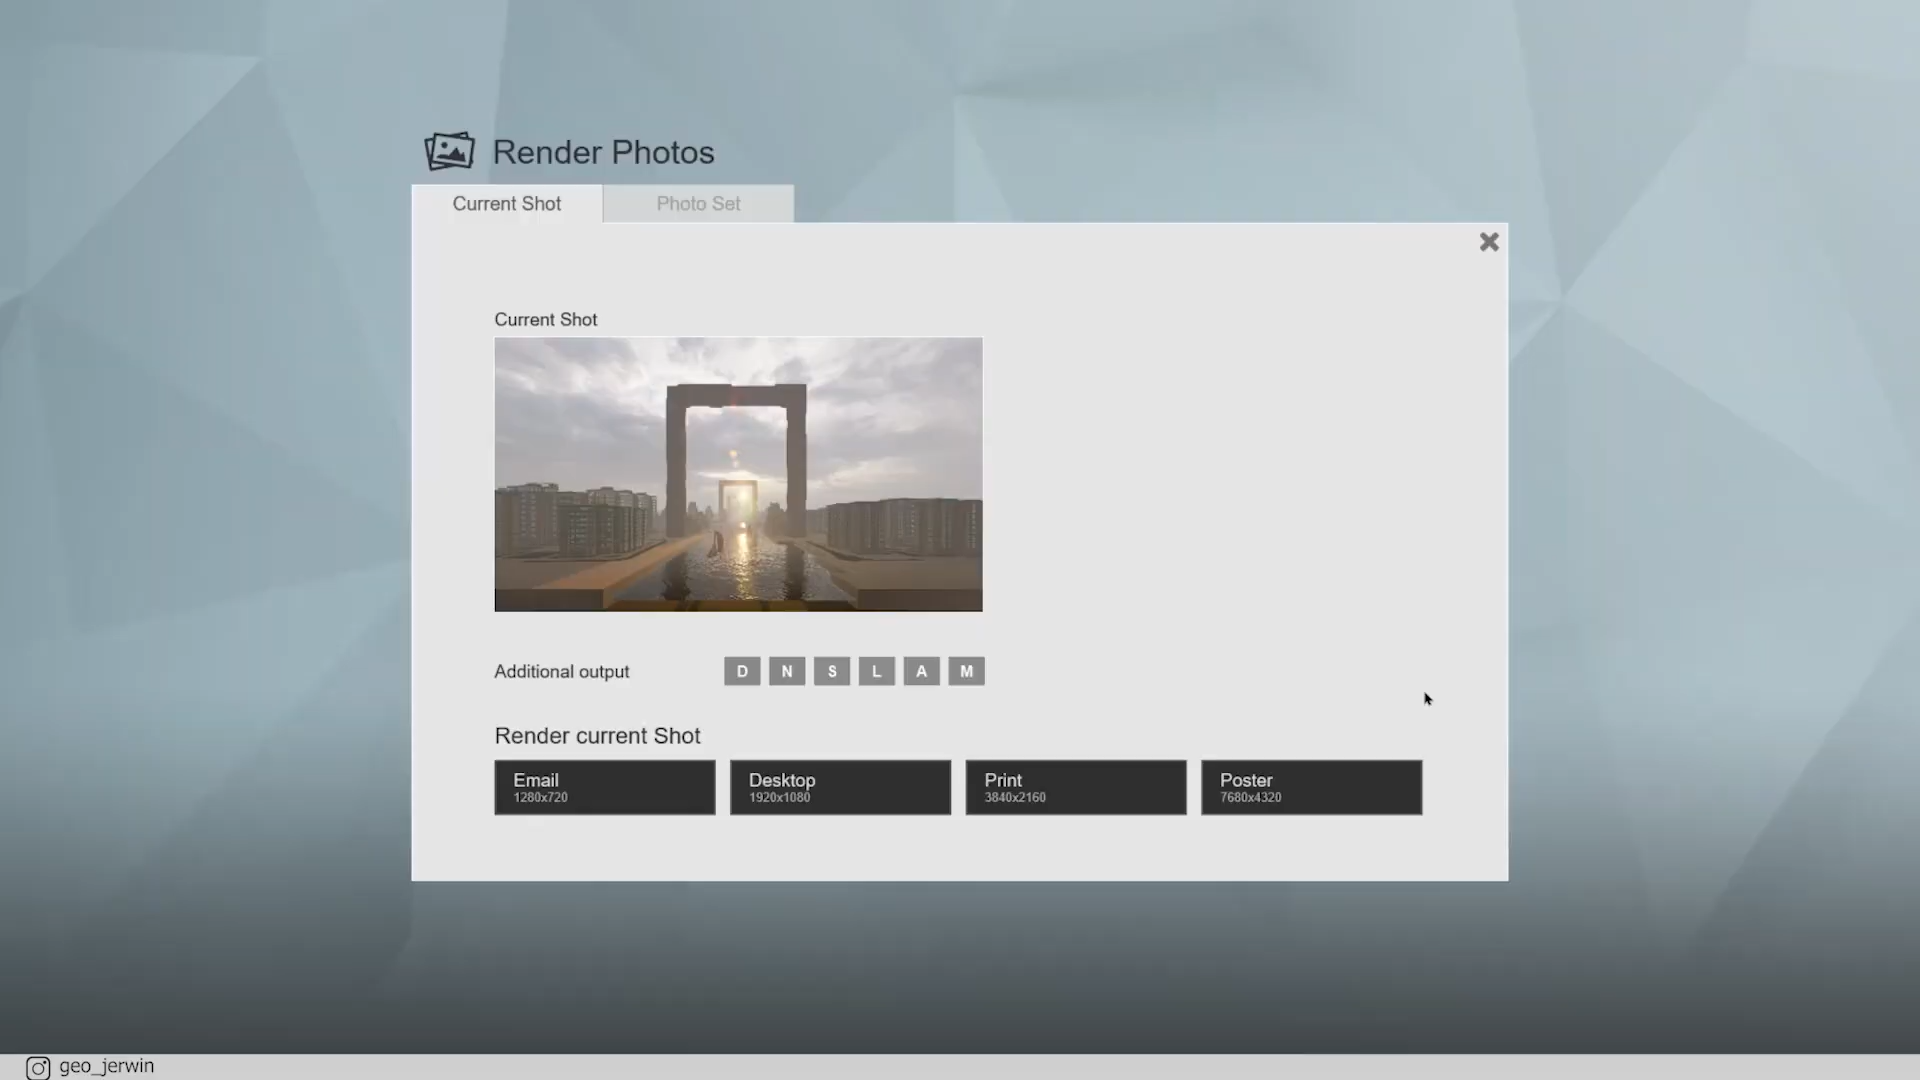 Render Photos
Current Shot
Photo Set
Current Shot
Additional output
D N S L A M
Render current Shot
Email
1280x720
Desktop
1920x1080
Print
3840x2160
Poster
7680x4320
geo_jerwin